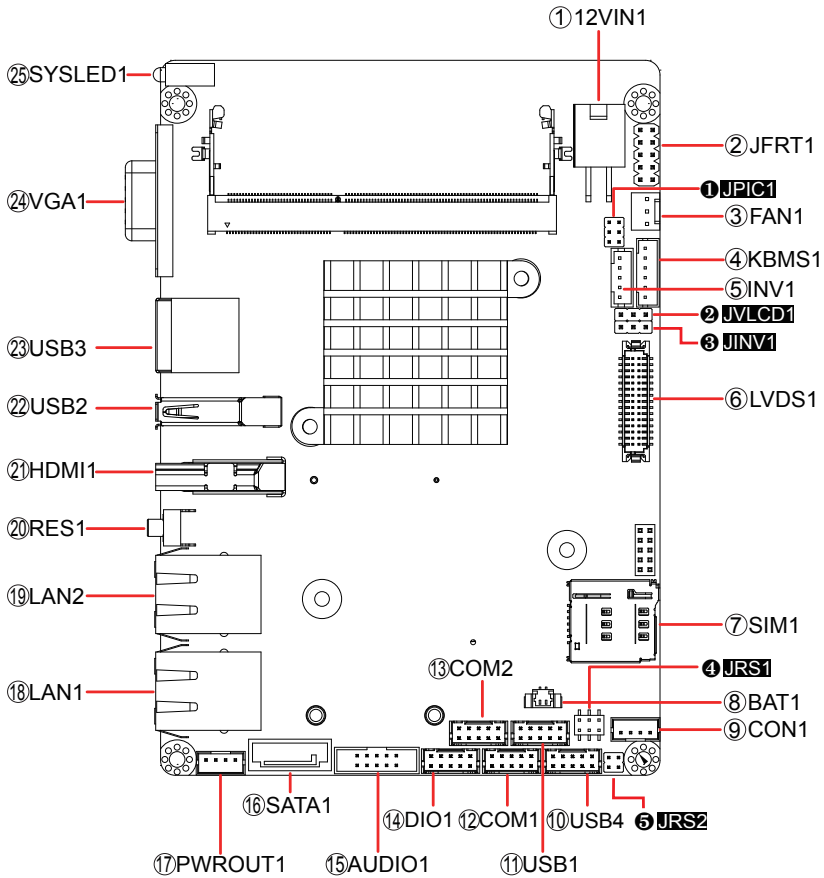 ①12VIN1
㉕SYSLED1
②JFRT1
❶JPIC1
㉔VGA1
③FAN1
④KBMS1
⑤INV1
❷JVLCD1
❸JINV1
㉓USB3
㉒USB2
⑥LVDS1
㉑HDMI1
⑳RES1
⑲LAN2
⑦SIM1
⑬COM2
❹JRS1
⑱LAN1
⑧BAT1
⑨CON1
⑯SATA1
⑭DIO1
⑫COM1
⑩USB4
❺JRS2
⑰PWROUT1
⑮AUDIO1
⑪USB1